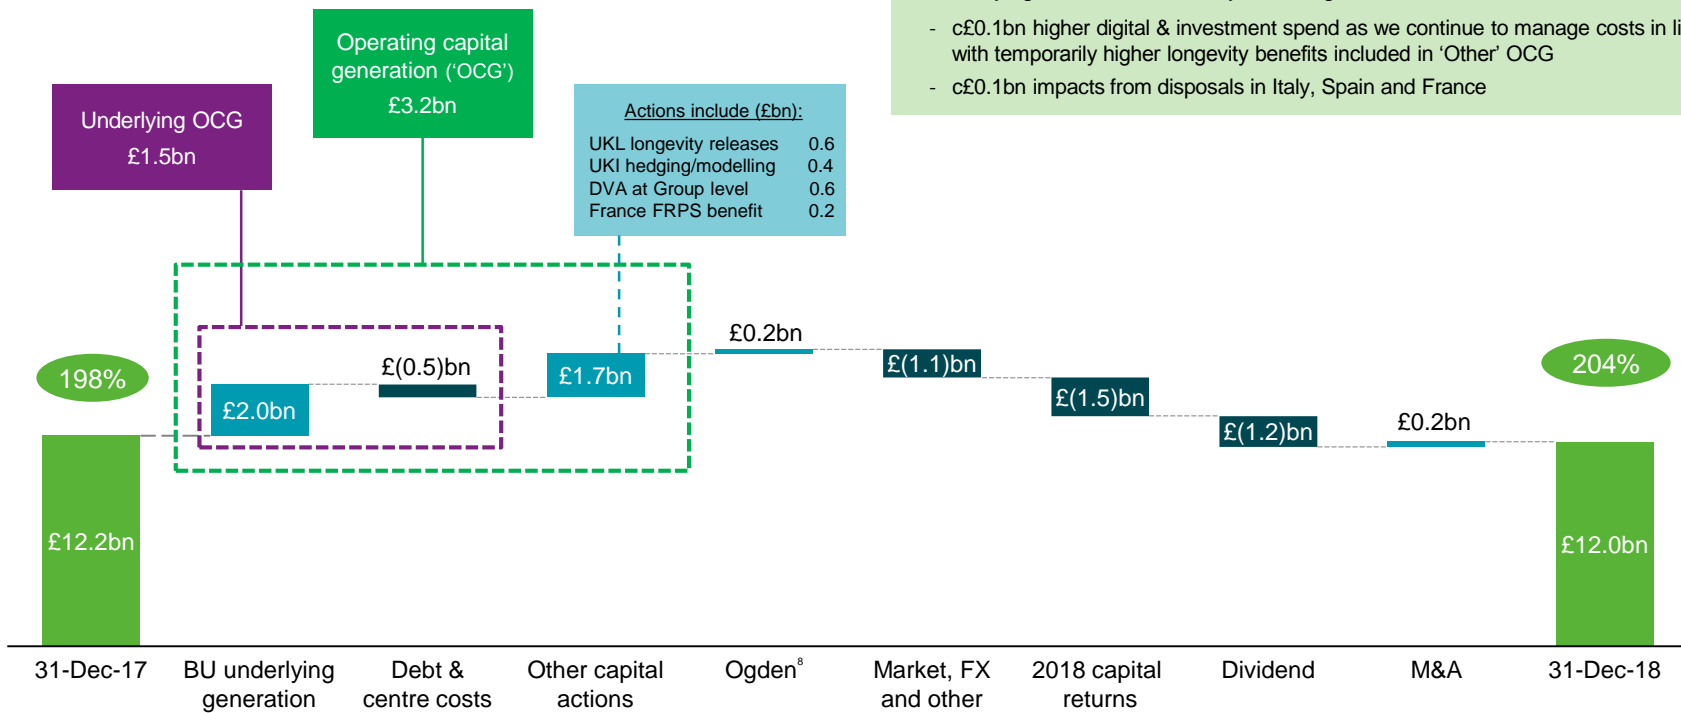 Operating capital
generation ('OCG')
£3.2bn
Underlying OCG
£1.5bn
Actions include (£bn):
UKL longevity releases 0.6
UKI hedging/modelling 0.4
DVA at Group level 0.6
France FRPS benefit 0.2
- c£0.1bn higher digital & investment spend as we continue to manage costs in
with temporarily higher longevity benefits included in ‘Other’ OCG
- c£0.1bn impacts from disposals in Italy, Spain and France
198%
£2.0bn
£(0.5)bn
£1.7bn
£0.2bn
£(1.1)bn
£(1.5)bn
£(1.2)bn
£0.2bn
204%
£12.2bn
£12.0bn
31-Dec-17
BU underlying
generation
Debt &
centre costs
Other capital
actions
Ogden⁸
Market, FX
and other
2018 capital
returns
Dividend
M&A
31-Dec-18